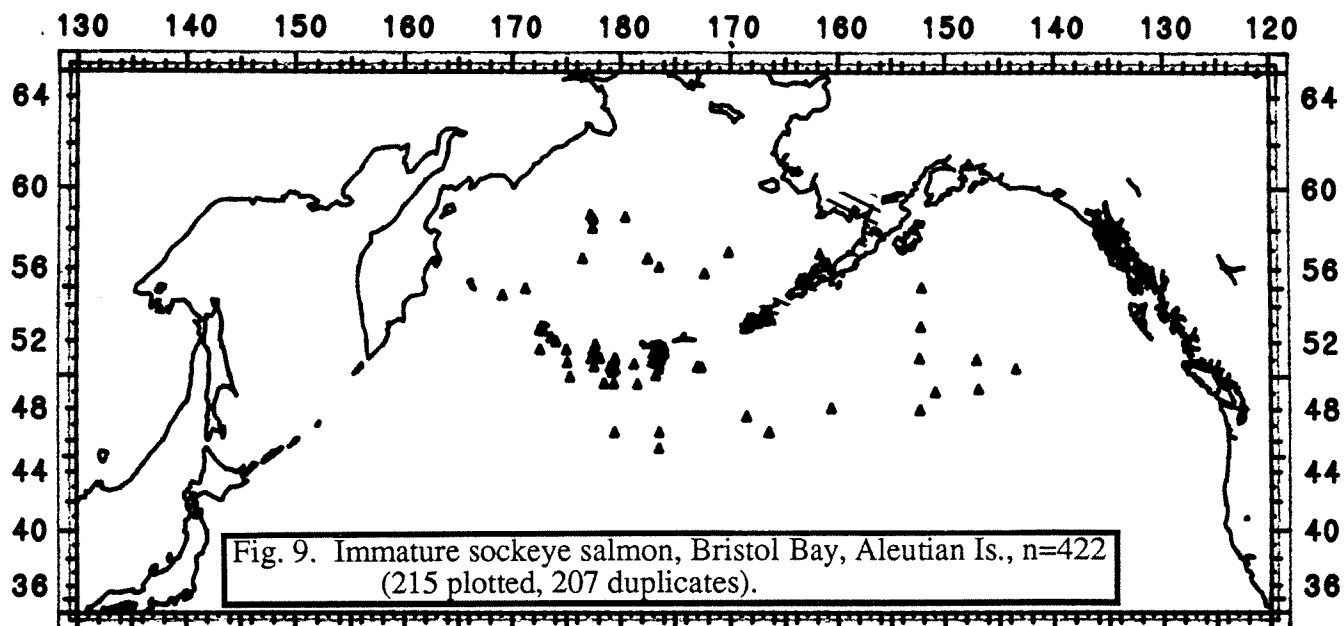 130 140 150 160 170 180 170 160 150 140 130 120
64 64
60 60
56 56
52 52
48 48
44 44
40 40
36 36
Fig. 9. Immature sockeye salmon, Bristol Bay, Aleutian Is., n=422
(215 plotted, 207 duplicates).